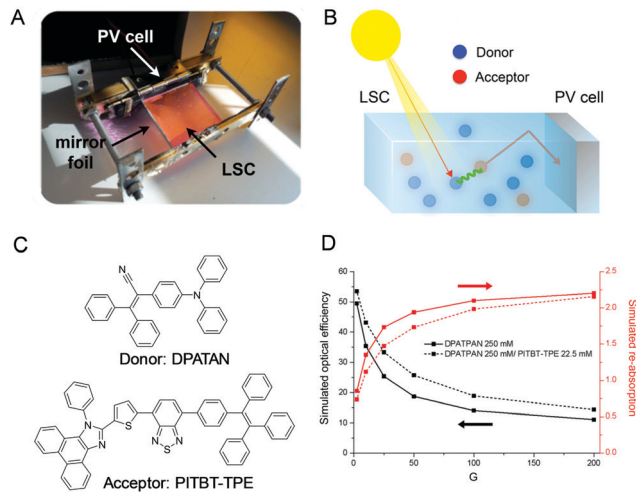 A
PV cell
mirror
foil
LSC
B
Donor
Acceptor
LSC
PV cell
C
N
N
Donor: DPATAN
N
N
S
N
N
S
Acceptor: PITBT-TPE
D
Simulated optical efficiency
60
50
40
30
20
10
0
DPATPAN 250 mM
DPATPAN 250 mM/ PITBT-TPE 22.5 mM
2.5
2.0
1.5
1.0
0.5
0.0
Simulated re-absorption
0
50
100
150
200
G